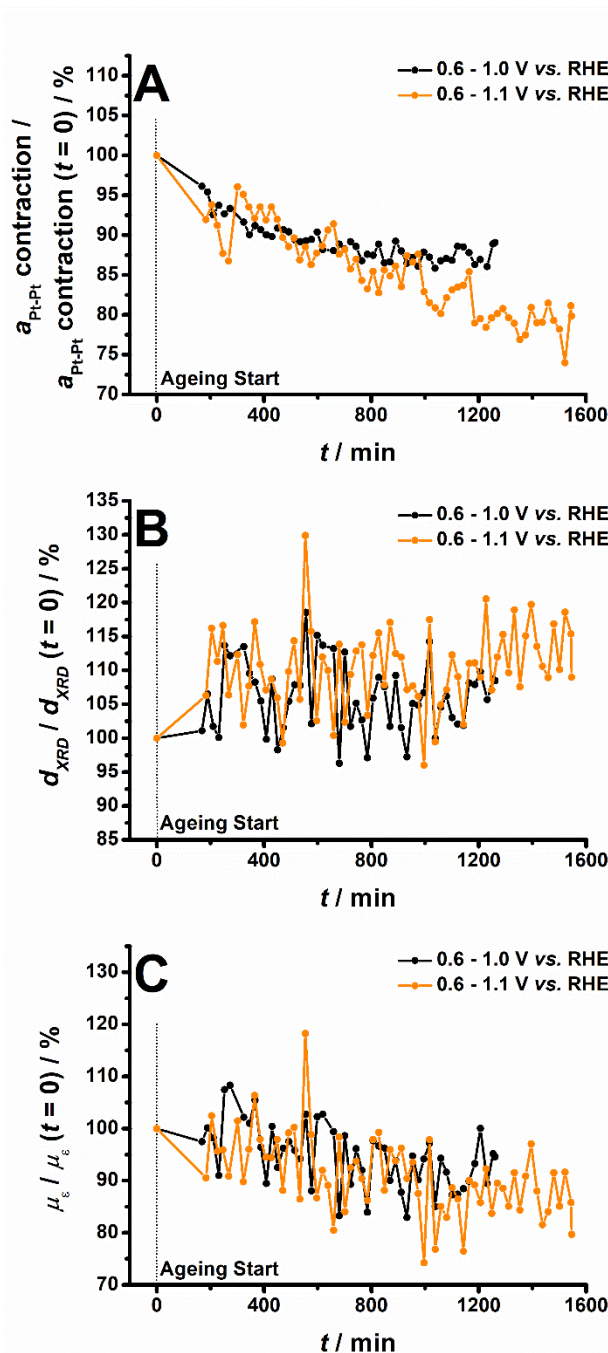 A
0.6 - 1.0 V vs. RHE
0.6 - 1.1 V vs. RHE
a Pt-Pt contraction /
a Pt-Pt contraction (t = 0) / %
110
105
100
95
90
85
80
75
70
Ageing Start
0 400 800 1200 1600
t / min
B
0.6 - 1.0 V vs. RHE
0.6 - 1.1 V vs. RHE
d XRD / d XRD (t = 0) / %
135
130
125
120
115
110
105
100
95
90
85
Ageing Start
0 400 800 1200 1600
t / min
C
0.6 - 1.0 V vs. RHE
0.6 - 1.1 V vs. RHE
με / με (t = 0) / %
130
120
110
100
90
80
70
Ageing Start
0 400 800 1200 1600
t / min